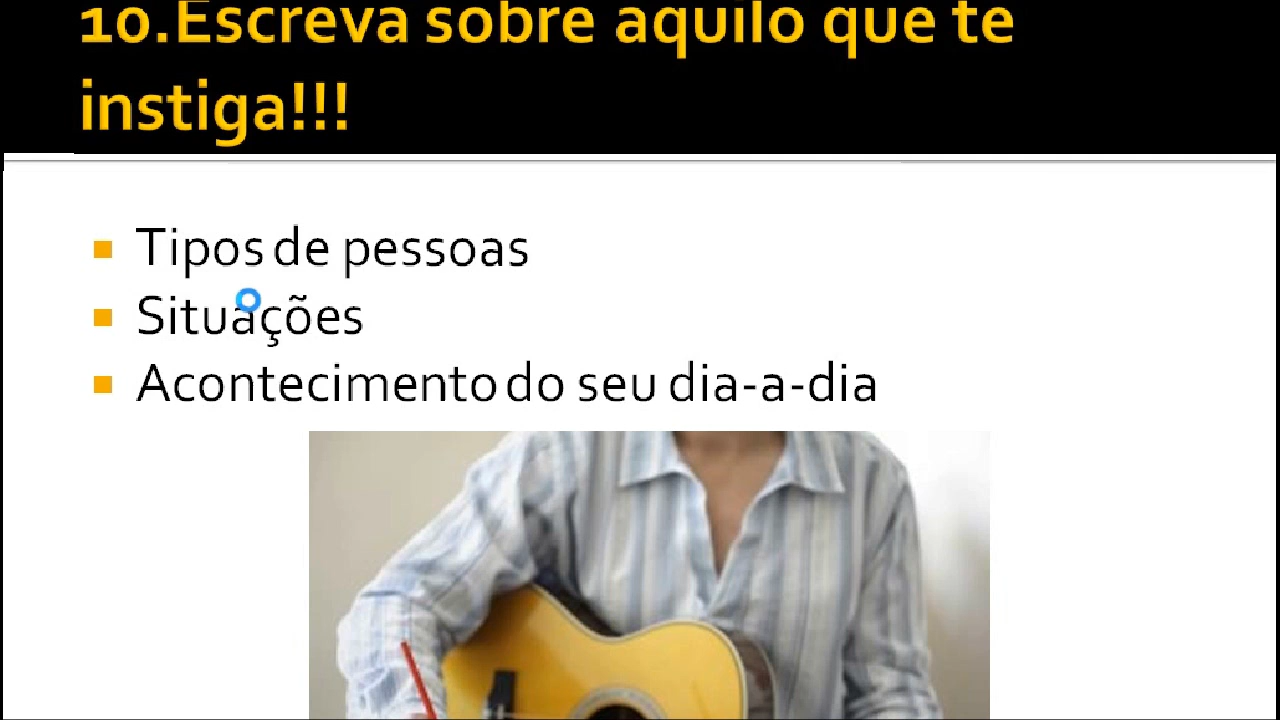 10.Escreva sobre aquilo que te
instiga!!!
Tipos de pessoas
Situações
Acontecimento do seu dia-a-dia